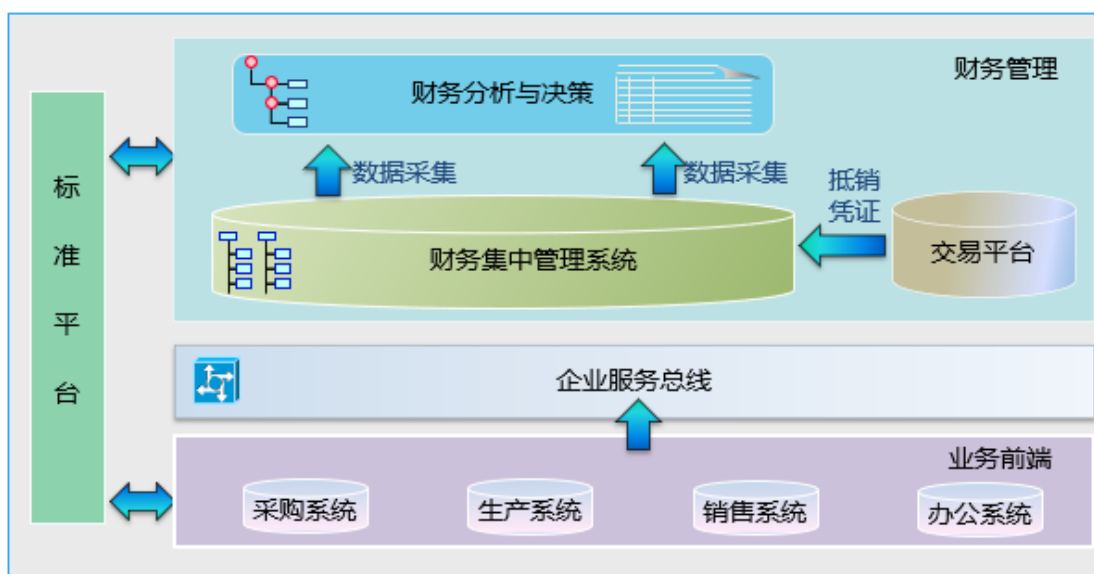 财务管理
财务分析与决策
数据采集
数据采集
抵销
凭证
财务集中管理系统
交易平台
标
准
平
台
企业服务总线
业务前端
采购系统
生产系统
销售系统
办公系统